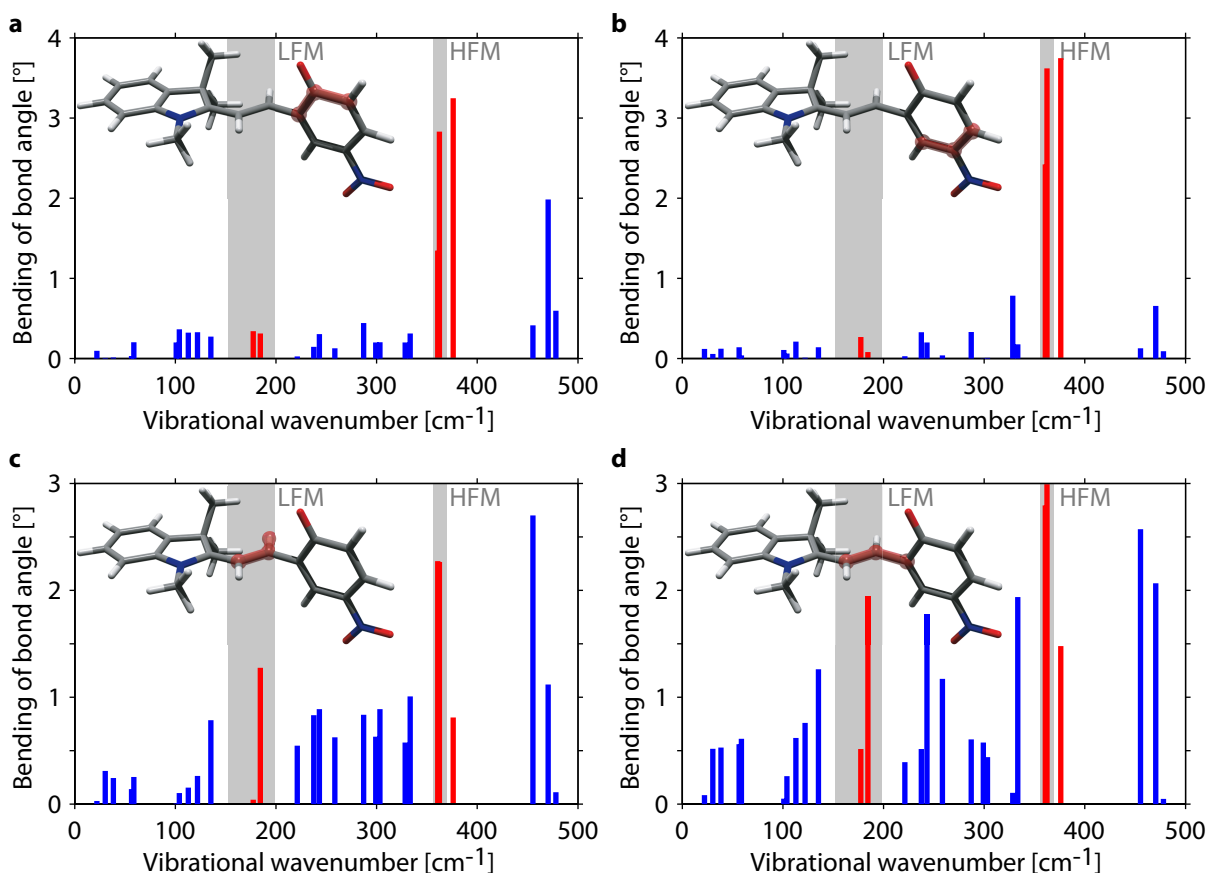 a
Bending of bond angle [°]
4
3
2
1
0
LFM
HFM
0 100 200 300 400 500
Vibrational wavenumber [cm-1]
b
Bending of bond angle [°]
4
3
2
1
0
LFM
HFM
0 100 200 300 400 500
Vibrational wavenumber [cm-1]
c
Bending of bond angle [°]
3
2
1
0
LFM
HFM
0 100 200 300 400 500
Vibrational wavenumber [cm-1]
d
Bending of bond angle [°]
3
2
1
0
LFM
HFM
0 100 200 300 400 500
Vibrational wavenumber [cm-1]